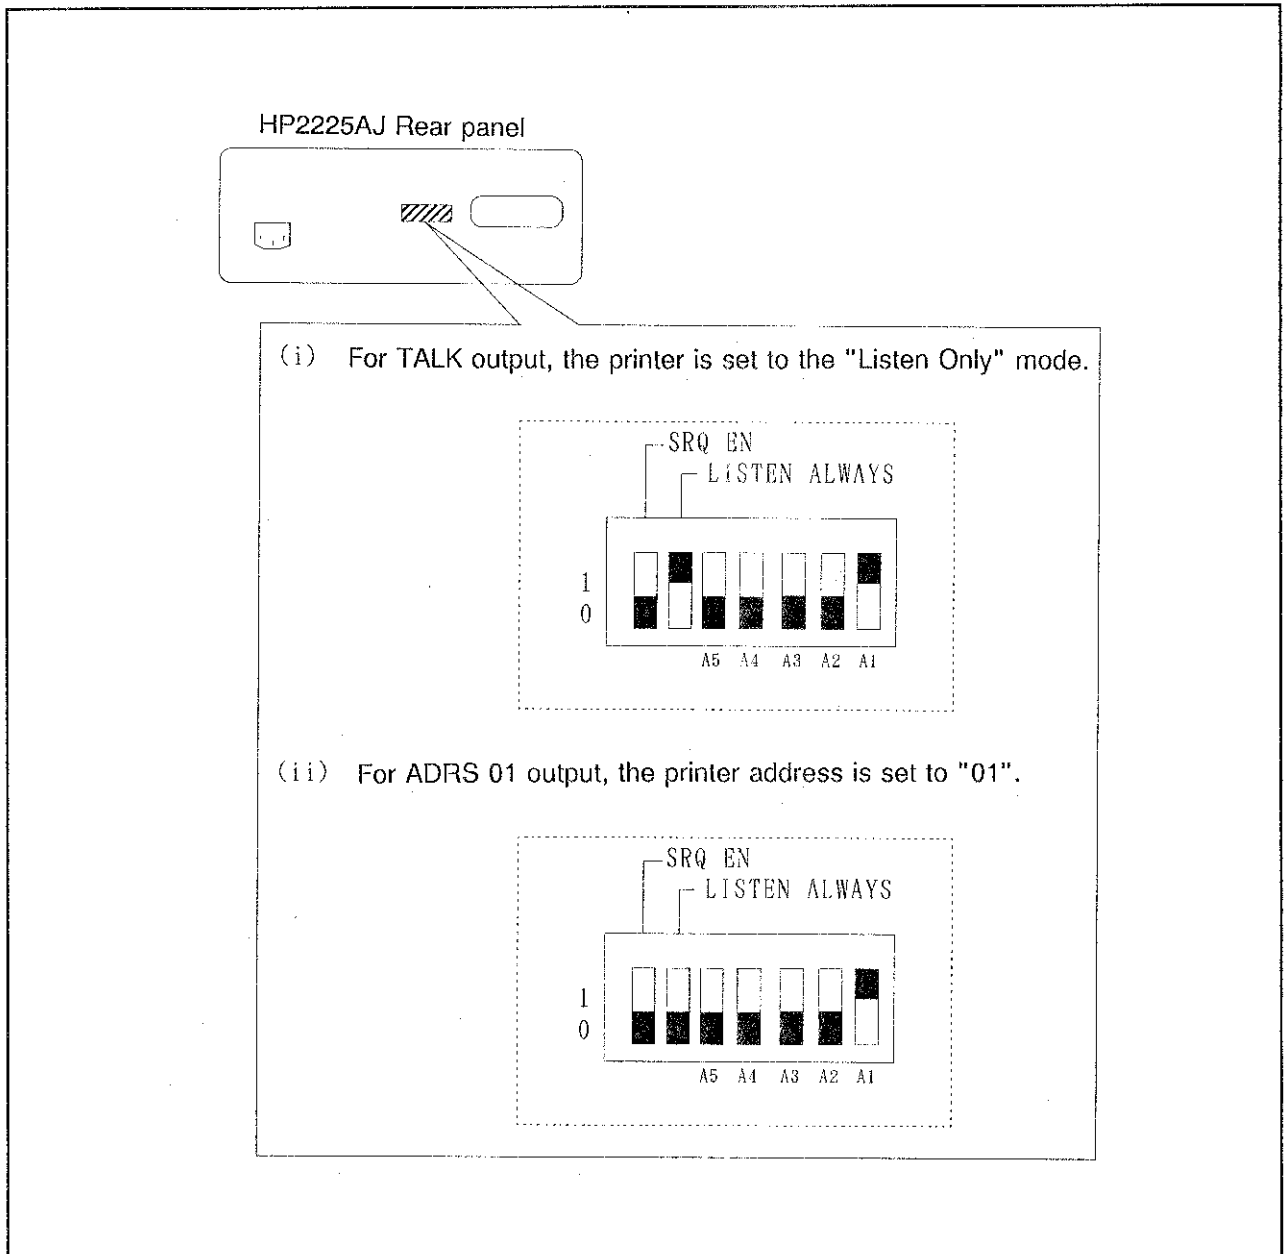 HP2225AJ Rear panel
(i) For TALK output, the printer is set to the "Listen Only" mode.
SRQ EN
LISTEN ALWAYS
1
0
A5 A4 A3 A2 A1
(ii) For ADRS 01 output, the printer address is set to "01".
SRQ EN
LISTEN ALWAYS
1
0
A5 A4 A3 A2 A1